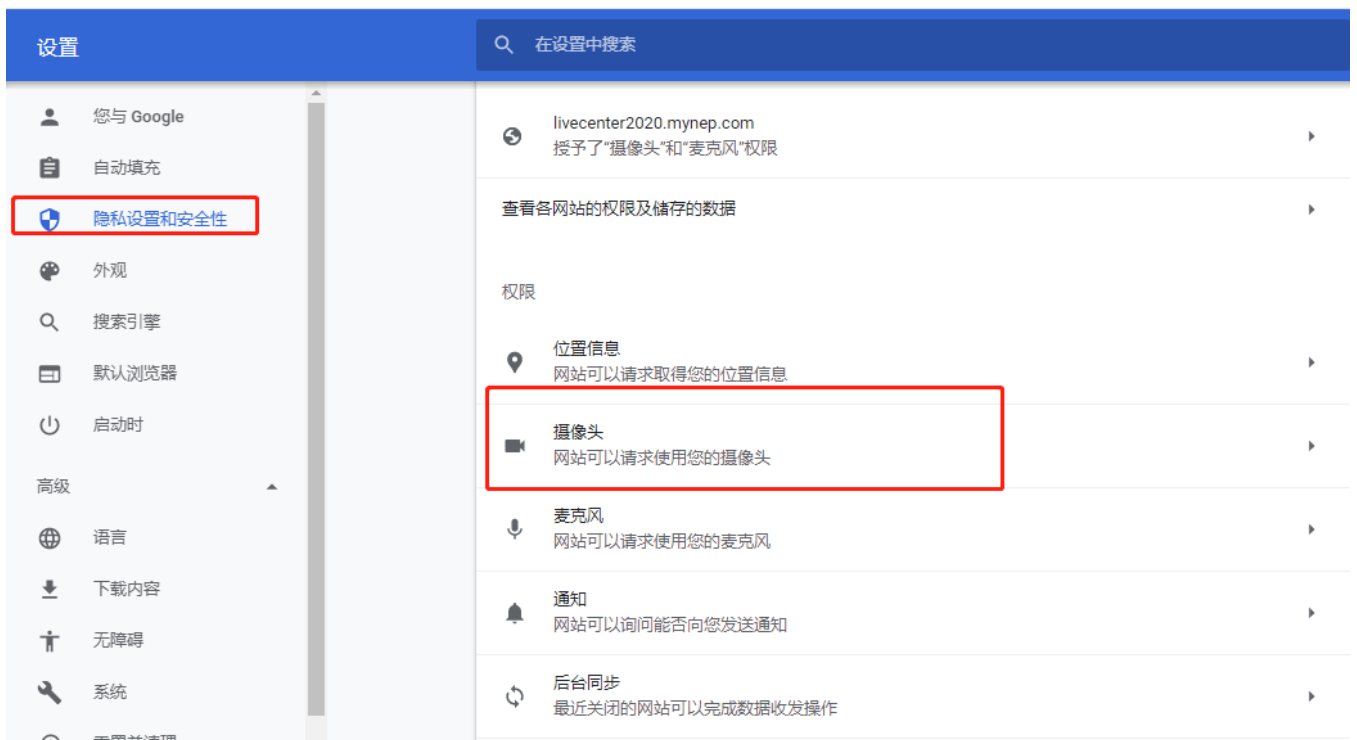 设置
在设置中搜索
您与 Google
自动填充
隐私设置和安全性
外观
搜索引擎
默认浏览器
启动时
高级
语言
下载内容
无障碍
系统
重置并清理
livecenter2020.mynep.com
授予了“摄像头”和“麦克风”权限
查看各网站的权限及储存的数据
权限
位置信息
网站可以请求取得您的位置信息
摄像头
网站可以请求使用您的摄像头
麦克风
网站可以请求使用您的麦克风
通知
网站可以询问能否向您发送通知
后台同步
最近关闭的网站可以完成数据收发操作